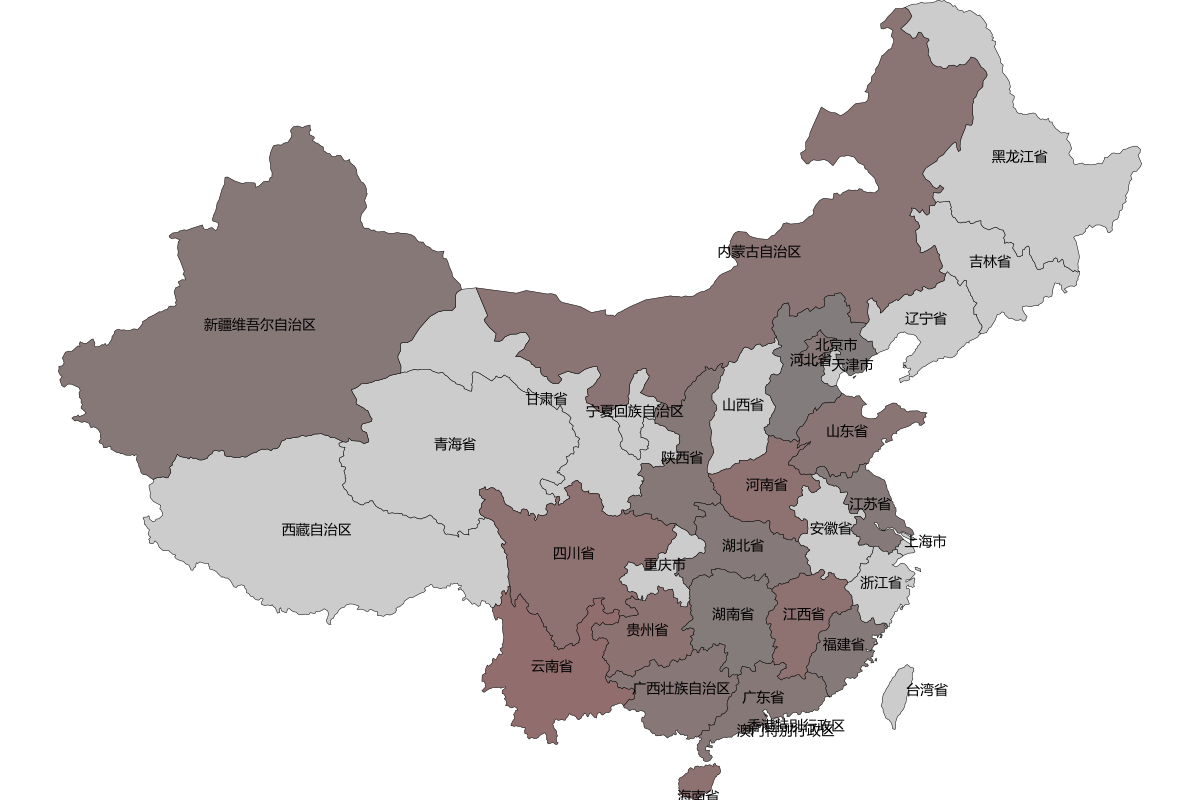 黑龙江省
内蒙古自治区
吉林省
辽宁省
新疆维吾尔自治区
北京市
河北省
天津市
甘肃省
宁夏回族自治区
山西省
山东省
青海省
陕西省
河南省
江苏省
西藏自治区
安徽省
上海市
湖北省
四川省
重庆市
浙江省
湖南省
江西省
贵州省
福建省
云南省
广西壮族自治区
台湾省
广东省
香港特别行政区
澳门特别行政区
海南省